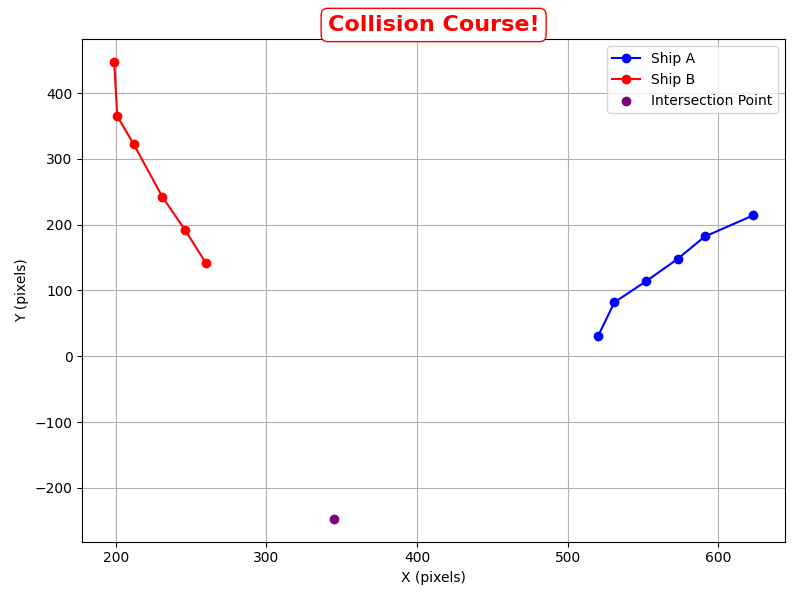 Collision Course!
Ship A
Ship B
Intersection Point
Y (pixels)
400
300
200
100
0
−100
−200
200
300
400
500
600
X (pixels)